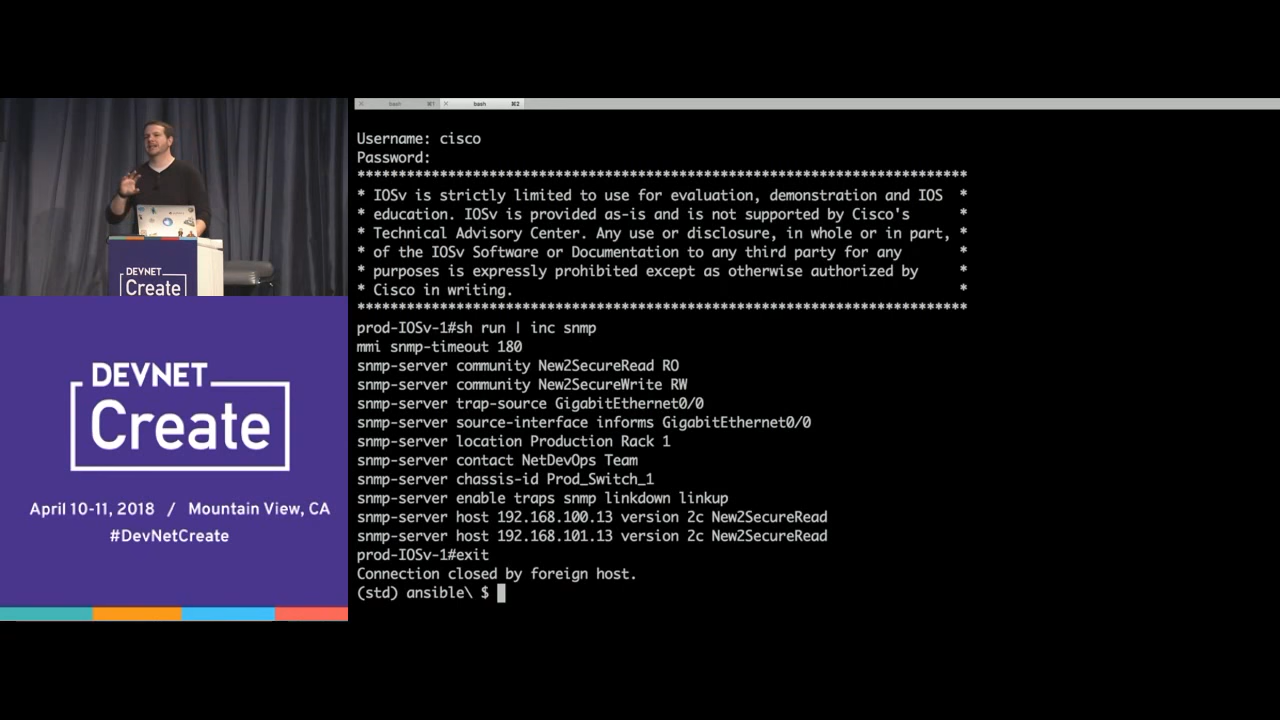 bash ⌘1
bash ⌘2
Username: cisco
Password:
**************************************************************************
* IOSv is strictly limited to use for evaluation, demonstration and IOS *
* education. IOSv is provided as-is and is not supported by Cisco's *
* Technical Advisory Center. Any use or disclosure, in whole or in part, *
* of the IOSv Software or Documentation to any third party for any *
* purposes is expressly prohibited except as otherwise authorized by *
* Cisco in writing. *
**************************************************************************
prod-IOSv-1#sh run | inc snmp
mmi snmp-timeout 180
snmp-server community New2SecureRead RO
snmp-server community New2SecureWrite RW
snmp-server trap-source GigabitEthernet0/0
snmp-server source-interface informs GigabitEthernet0/0
snmp-server location Production Rack 1
snmp-server contact NetDevOps Team
snmp-server chassis-id Prod_Switch_1
snmp-server enable traps snmp linkdown linkup
snmp-server host 192.168.100.13 version 2c New2SecureRead
snmp-server host 192.168.101.13 version 2c New2SecureRead
prod-IOSv-1#exit
Connection closed by foreign host.
(std) ansible\ $
DEVNET
Create
DEVNET
Create
April 10-11, 2018 / Mountain View, CA
#DevNetCreate